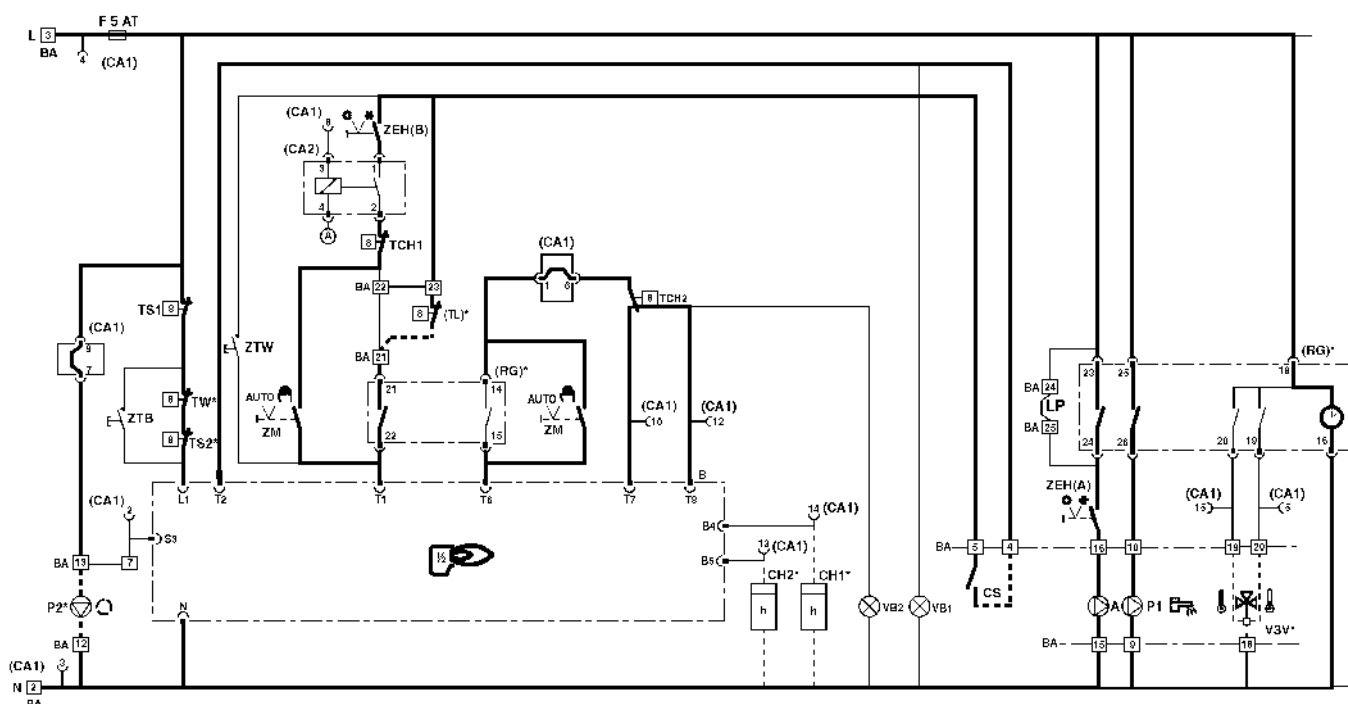 F 5 AT
L 3
BA
4
(CA1)
(CA1)
8
ZEH(B)
(CA2)
3
1
4
2
A
8
TCH1
(CA1)
1
6
BA 22
23
8
TCH2
TS1
8
(TL)*
(CA1)
9
7
ZTW
BA 21
(RG)*
(RG)*
18
21
14
23
25
BA 24
LP
BA 25
AUTO
ZM
AUTO
ZM
8
TW*
ZTB
8
TS2*
22
15
(CA1)
10
(CA1)
12
24
26
20
19
16
ZEH(A)
(CA1)
15
(CA1)
L1
T2
T1
T6
T7
T8
B
(CA1)
2
S3
B4
14
(CA1)
13
(CA1)
B5
BA
5
4
16
10
19
20
BA 13
7
CH2*
CH1*
h
h
CS
P2*
VB2
VB1
A
P1
V3V*
N
BA 12
BA
15
9
18
(CA1)
3
N 2
BA